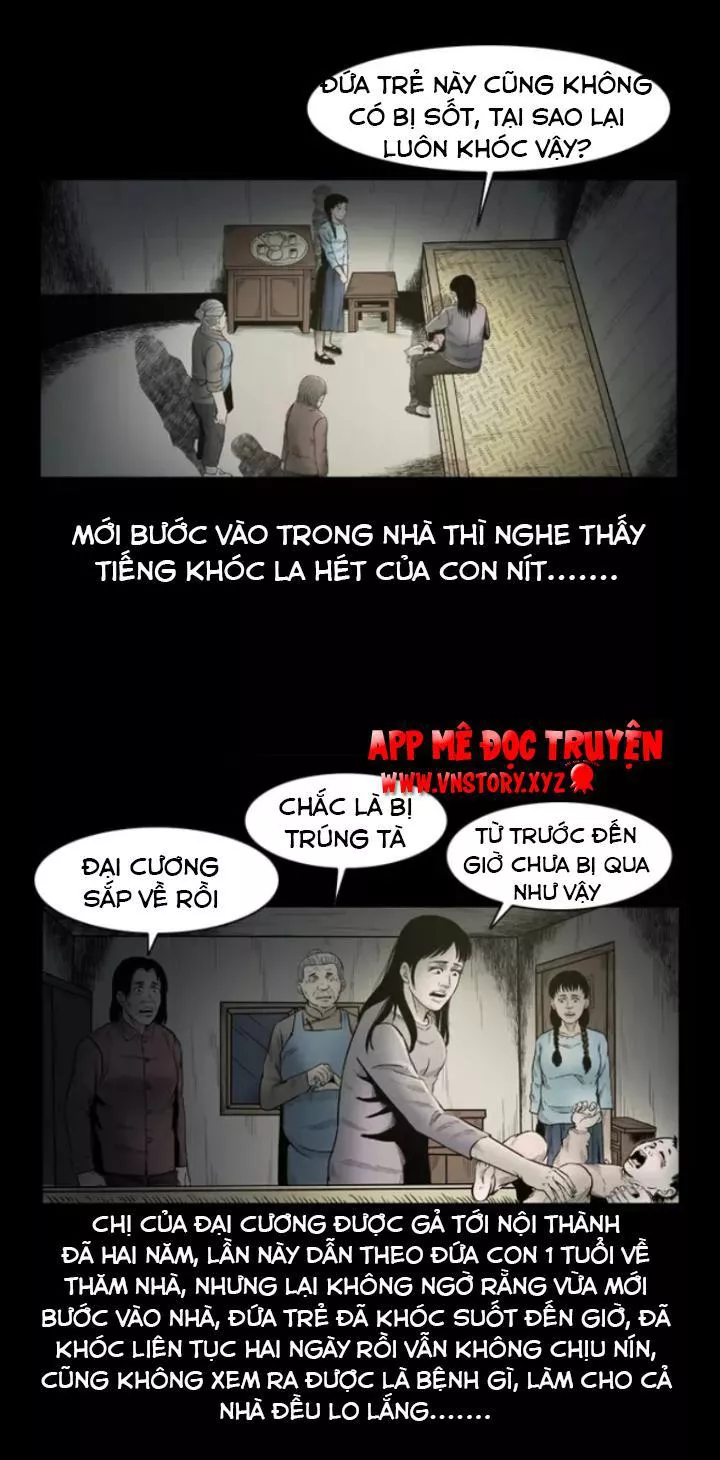 ĐỨA TRẺ NÀY CŨNG KHÔNG
CÓ BỊ SỐT, TẠI SAO LẠI
LUÔN KHÓC VẬY?
MỚI BƯỚC VÀO TRONG NHÀ THÌ NGHE THẤY
TIẾNG KHÓC LA HÉT CỦA CON NÍT.......
APP MÊ ĐỌC TRUYỆN
WWW.VNSTORY.XYZ
CHẮC LÀ BỊ
TRÚNG TÀ
ĐẠI CƯƠNG
SẮP VỀ RỒI
TỪ TRƯỚC ĐẾN
GIỜ CHƯA BỊ QUA
NHƯ VẬY
CHỊ CỦA ĐẠI CƯƠNG ĐƯỢC GẢ TỚI NỘI THÀNH
ĐÃ HAI NĂM, LẦN NÀY DẪN THEO ĐỨA CON 1 TUỔI VỀ
THĂM NHÀ, NHƯNG LẠI KHÔNG NGỜ RẰNG VỪA MỚI
BƯỚC VÀO NHÀ, ĐỨA TRẺ ĐÃ KHÓC SUỐT ĐẾN GIỜ, ĐÃ
KHÓC LIÊN TỤC HAI NGÀY RỒI VẪN KHÔNG CHỊU NÍN,
CŨNG KHÔNG XEM RA ĐƯỢC LÀ BỆNH GÌ, LÀM CHO CẢ
NHÀ ĐỀU LO LẮNG.......